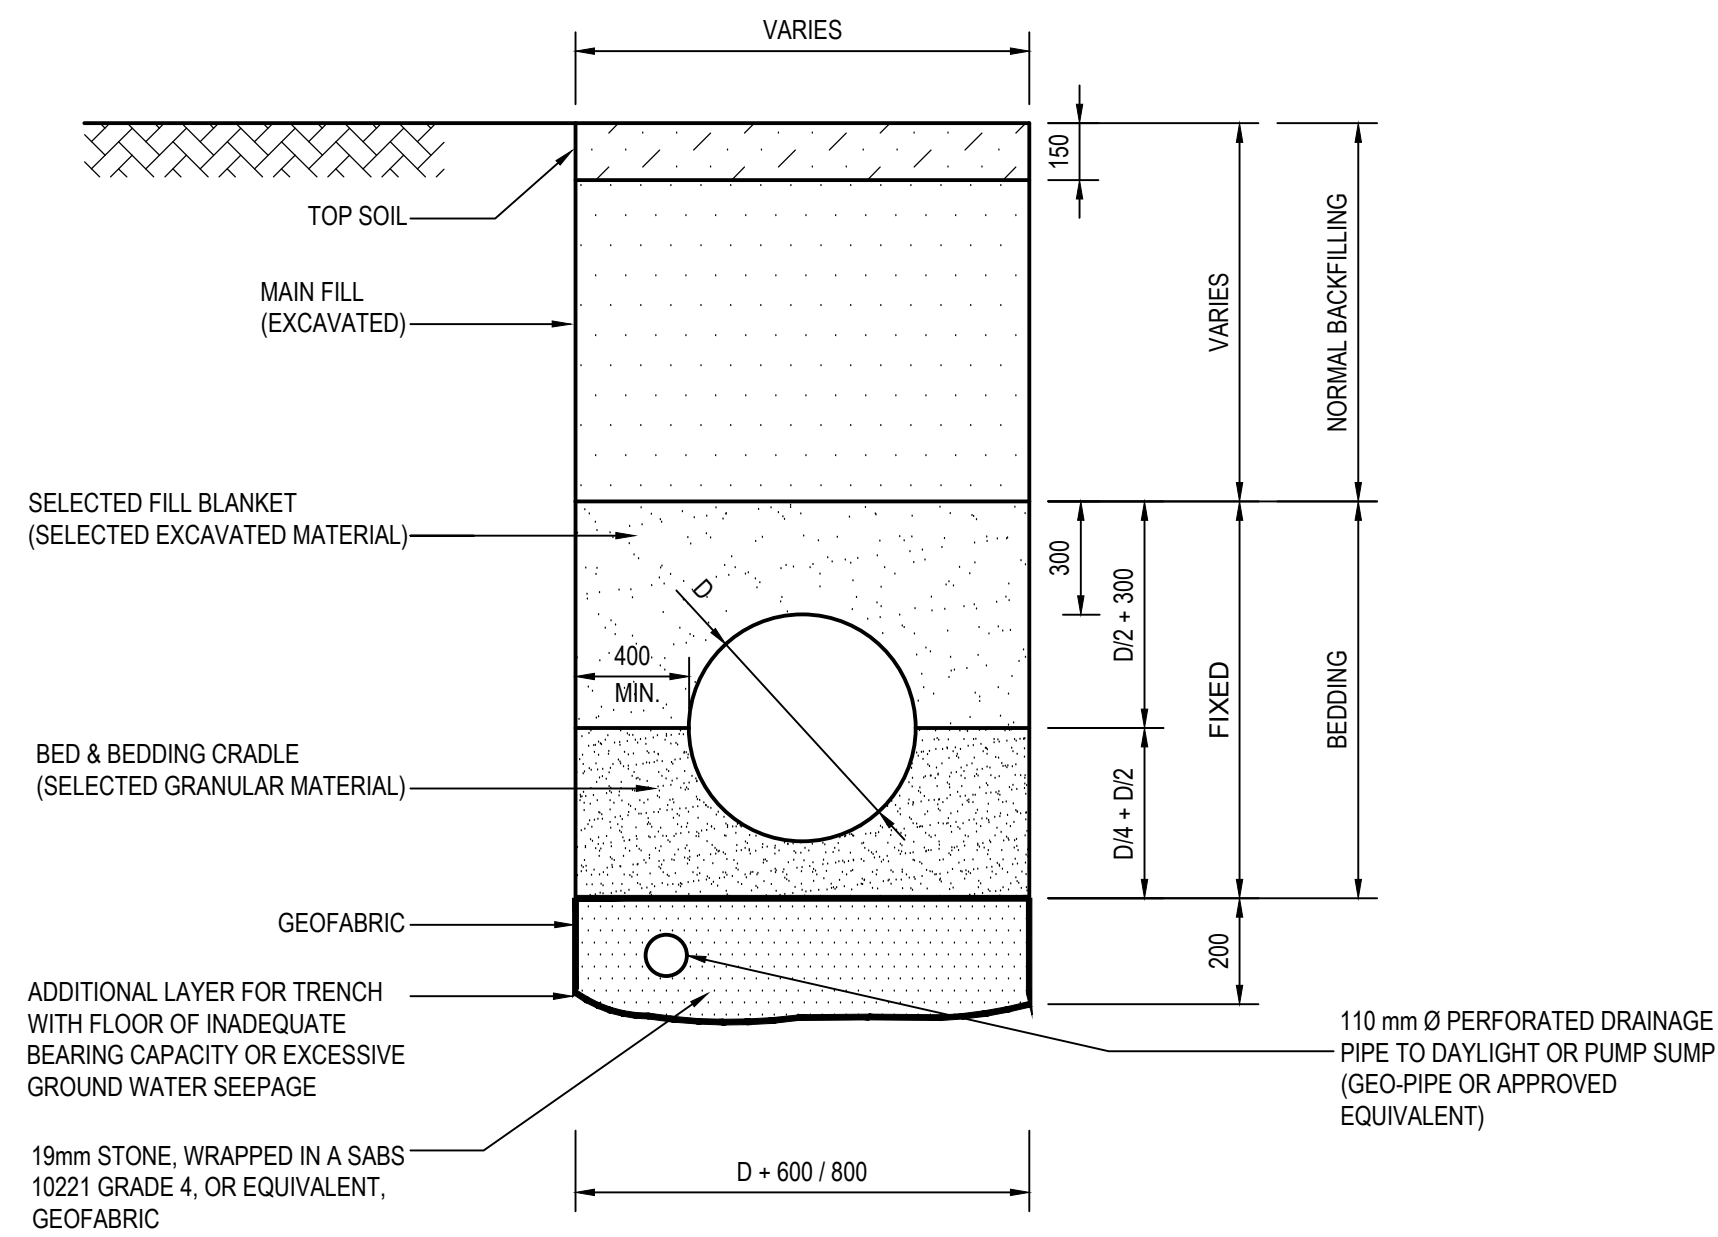 VARIES
150
TOP SOIL
MAIN FILL
(EXCAVATED)
VARIES
NORMAL BACKFILLING
SELECTED FILL BLANKET
(SELECTED EXCAVATED MATERIAL)
300
D/2 + 300
D
400
MIN.
FIXED
BEDDING
BED & BEDDING CRADLE
(SELECTED GRANULAR MATERIAL)
D/4 + D/2
GEOFABRIC
200
ADDITIONAL LAYER FOR TRENCH
WITH FLOOR OF INADEQUATE
BEARING CAPACITY OR EXCESSIVE
GROUND WATER SEEPAGE
110 mm Ø PERFORATED DRAINAGE
PIPE TO DAYLIGHT OR PUMP SUMP
(GEO-PIPE OR APPROVED
EQUIVALENT)
19mm STONE, WRAPPED IN A SABS
10221 GRADE 4, OR EQUIVALENT,
GEOFABRIC
D + 600 / 800